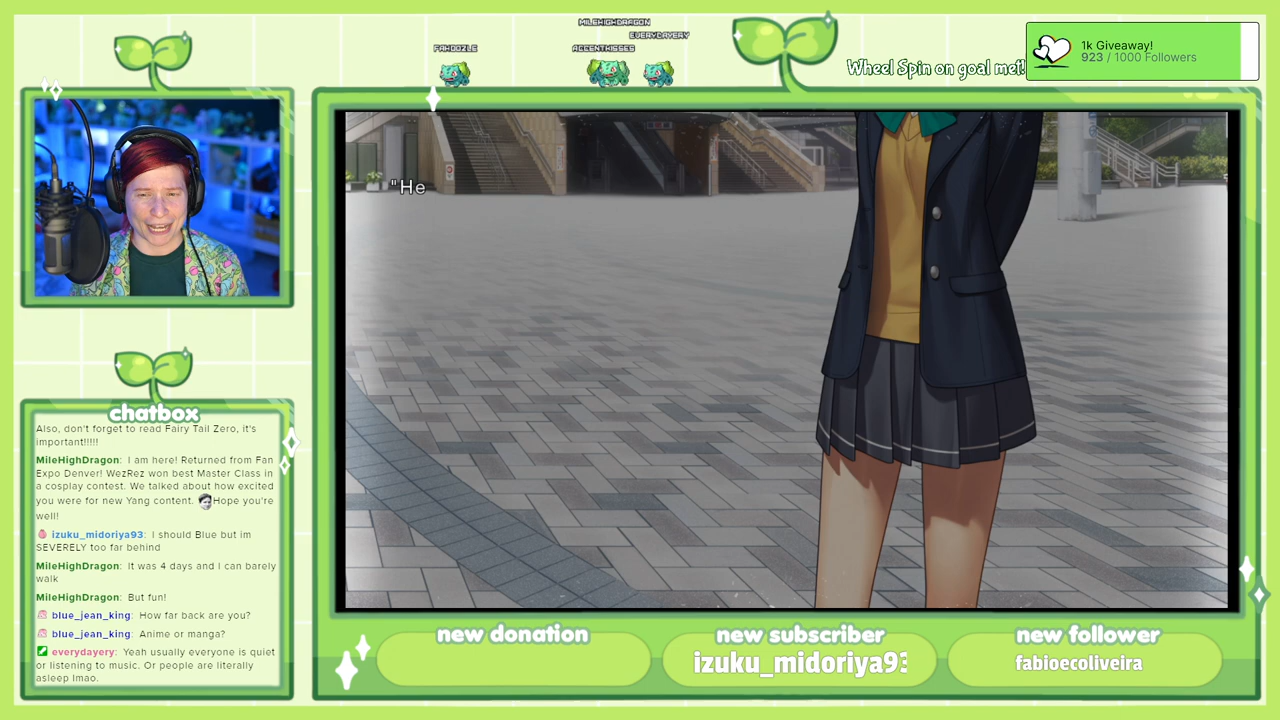 MILEHIGHDRAGON
EVERYDAYERY
FAHOOZLE
ACCENTKISSES
Wheel Spin on goal met!
1k Giveaway!
923 / 1000 Followers
"He
chatbox
Also, don't forget to read Fairy Tail Zero, it's
important!!!!!
MileHighDragon: I am here! Returned from Fan
Expo Denver! WezRez won best Master Class in
a cosplay contest. We talked about how excited
you were for new Yang content. Hope you're
well!
izuku_midoriya93: I should Blue but im
SEVERELY too far behind
MileHighDragon: It was 4 days and I can barely
walk
MileHighDragon: But fun!
blue_jean_king: How far back are you?
blue_jean_king: Anime or manga?
everydayery: Yeah usually everyone is quiet
or listening to music. Or people are literally
asleep lmao.
new donation
new subscriber
izuku_midoriya93
new follower
fabioecoliveira